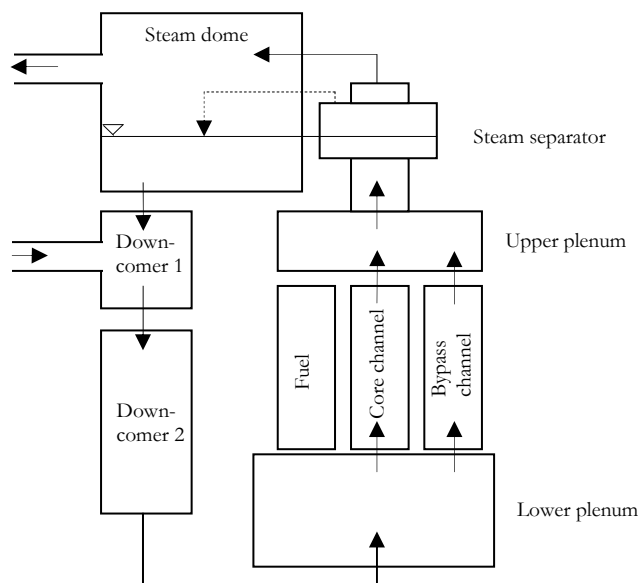 Steam dome
Steam separator
Upper plenum
Down-
comer 1
Fuel
Core channel
Bypass
channel
Down-
comer 2
Lower plenum